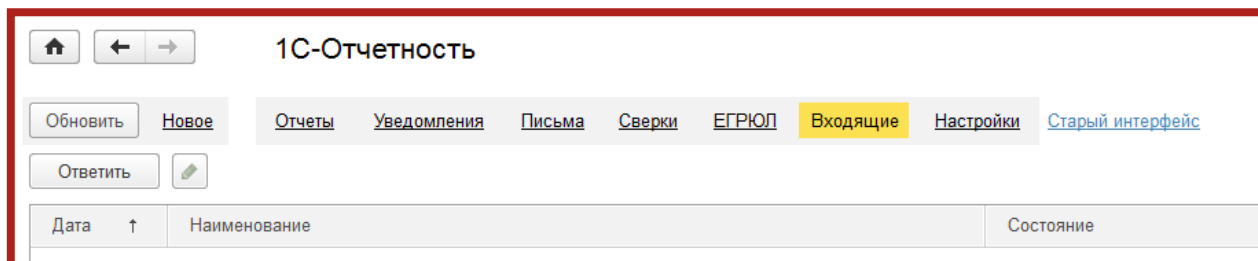 1С-Отчетность
Обновить Новое Отчеты Уведомления Письма Сверки ЕГРЮЛ Входящие Настройки Старый интерфейс
Ответить
Дата ↑ Наименование Состояние